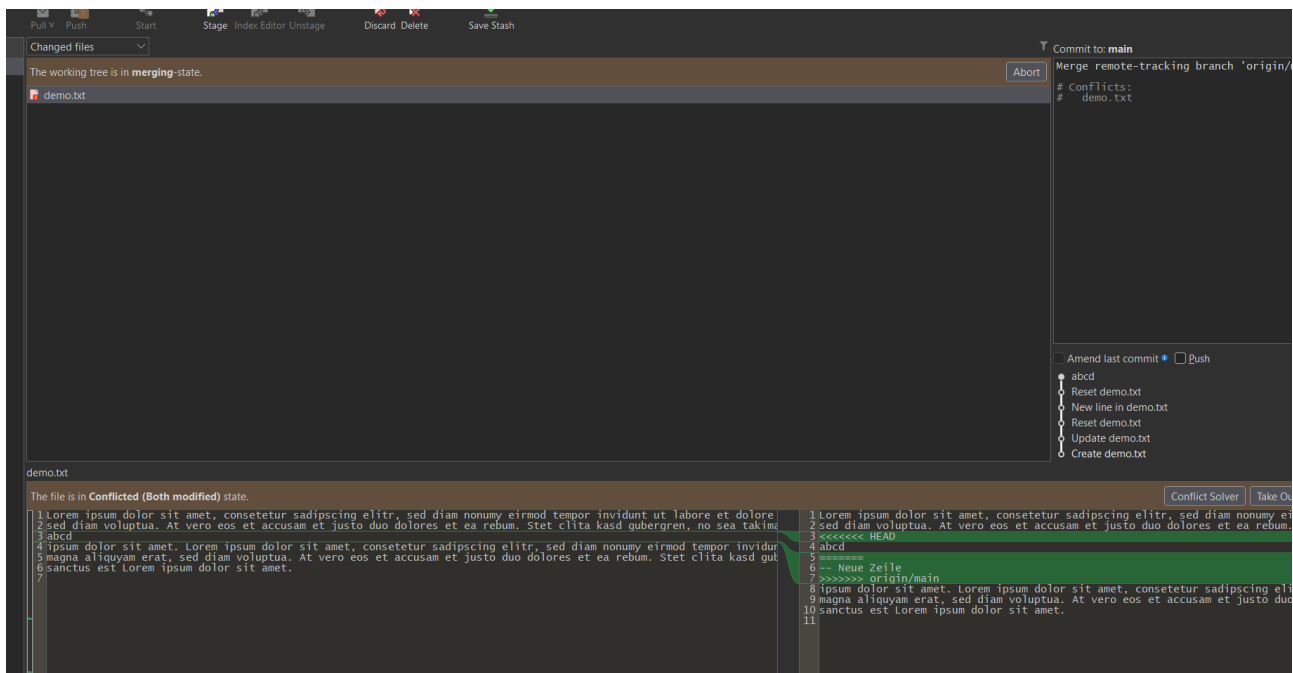 Pull Push Start Stage Index Editor Unstage Discard Delete Save Stash
Changed files
Commit to: main
The working tree is in merging-state. Abort
Merge remote-tracking branch 'origin/
demo.txt
# Conflicts:
# demo.txt
Amend last commit Push
abcd
Reset demo.txt
New line in demo.txt
Reset demo.txt
Update demo.txt
Create demo.txt
demo.txt
The file is in Conflicted (Both modified) state. Conflict Solver Take Ou
1 Lorem ipsum dolor sit amet, consetetur sadipscing elitr, sed diam nonumy eirmod tempor invidunt ut labore et dolore
2 sed diam voluptua. At vero eos et accusam et justo duo dolores et ea rebum. Stet clita kasd gubergren, no sea takima
3 abcd
4 ipsum dolor sit amet. Lorem ipsum dolor sit amet, consetetur sadipscing elitr, sed diam nonumy eirmod tempor invidun
5 magna aliquyam erat, sed diam voluptua. At vero eos et accusam et justo duo dolores et ea rebum. Stet clita kasd gub
6 sanctus est Lorem ipsum dolor sit amet.
7
1 Lorem ipsum dolor sit amet, consetetur sadipscing elitr, sed diam nonumy ei
2 sed diam voluptua. At vero eos et accusam et justo duo dolores et ea rebum.
3 <<<<<<< HEAD
4 abcd
5 =======
6 -- Neue Zeile
7 >>>>>>> origin/main
8 ipsum dolor sit amet. Lorem ipsum dolor sit amet, consetetur sadipscing eli
9 magna aliquyam erat, sed diam voluptua. At vero eos et accusam et justo duo
10 sanctus est Lorem ipsum dolor sit amet.
11